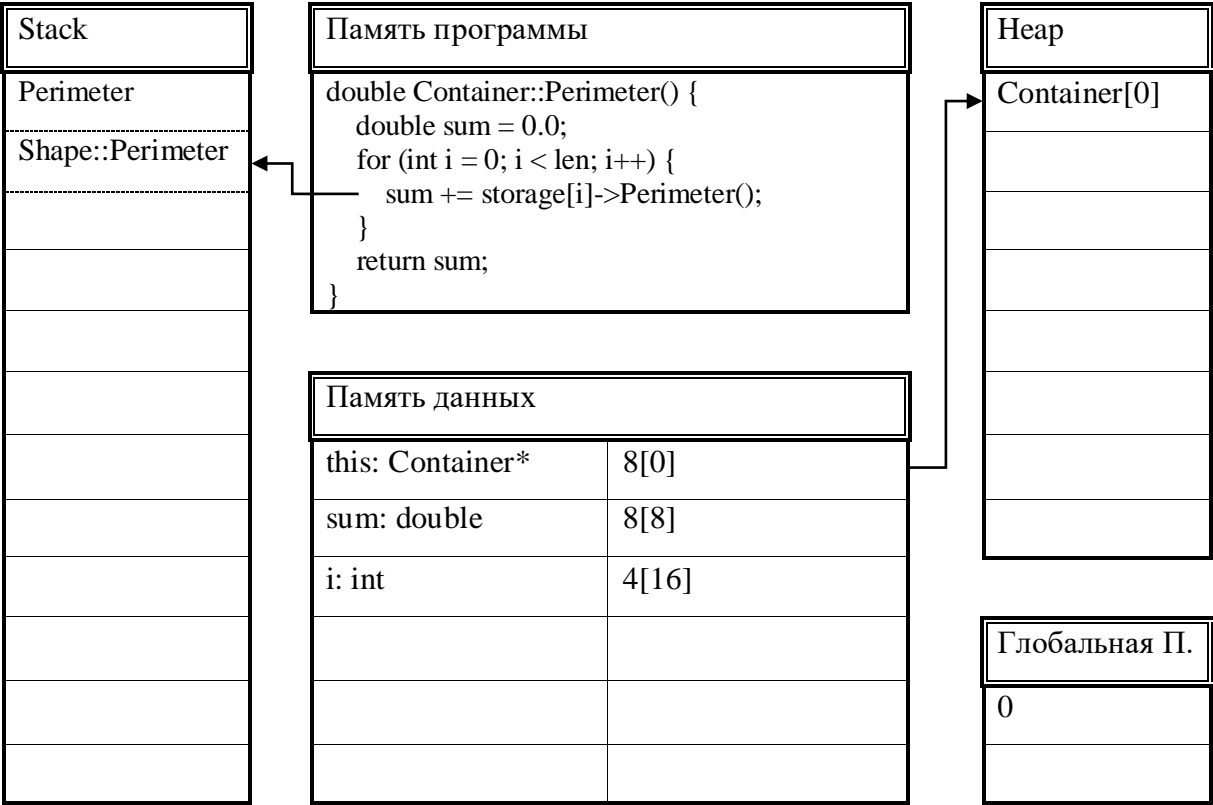 Stack
Perimeter
Shape::Perimeter
Память программы
double Container::Perimeter() {
double sum = 0.0;
for (int i = 0; i < len; i++) {
sum += storage[i]->Perimeter();
}
return sum;
}
Память данных
this: Container* 8[0]
sum: double 8[8]
i: int 4[16]
Heap
Container[0]
Глобальная П.
0